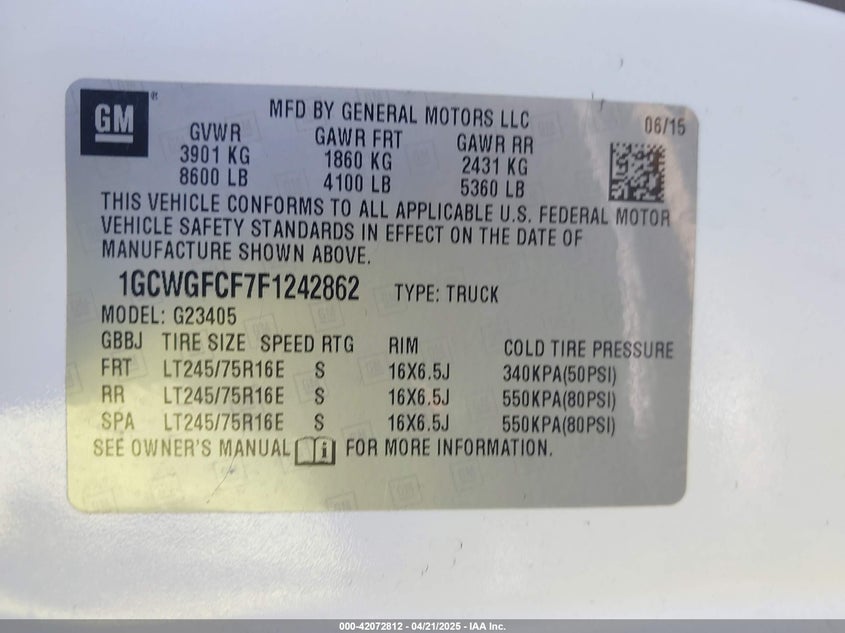 GM
MFD BY GENERAL MOTORS LLC
06/15
GVWR GAWR FRT GAWR RR
3901 KG 1860 KG 2431 KG
8600 LB 4100 LB 5360 LB
THIS VEHICLE CONFORMS TO ALL APPLICABLE U.S. FEDERAL MOTOR
VEHICLE SAFETY STANDARDS IN EFFECT ON THE DATE OF
MANUFACTURE SHOWN ABOVE.
1GCWGFCF7F1242862 TYPE: TRUCK
MODEL: G23405
GBBJ TIRE SIZE SPEED RTG RIM COLD TIRE PRESSURE
FRT LT245/75R16E S 16X6.5J 340KPA(50PSI)
RR LT245/75R16E S 16X6.5J 550KPA(80PSI)
SPA LT245/75R16E S 16X6.5J 550KPA(80PSI)
SEE OWNER'S MANUAL i FOR MORE INFORMATION.
000-42072812 - 04/21/2025 - IAA Inc.